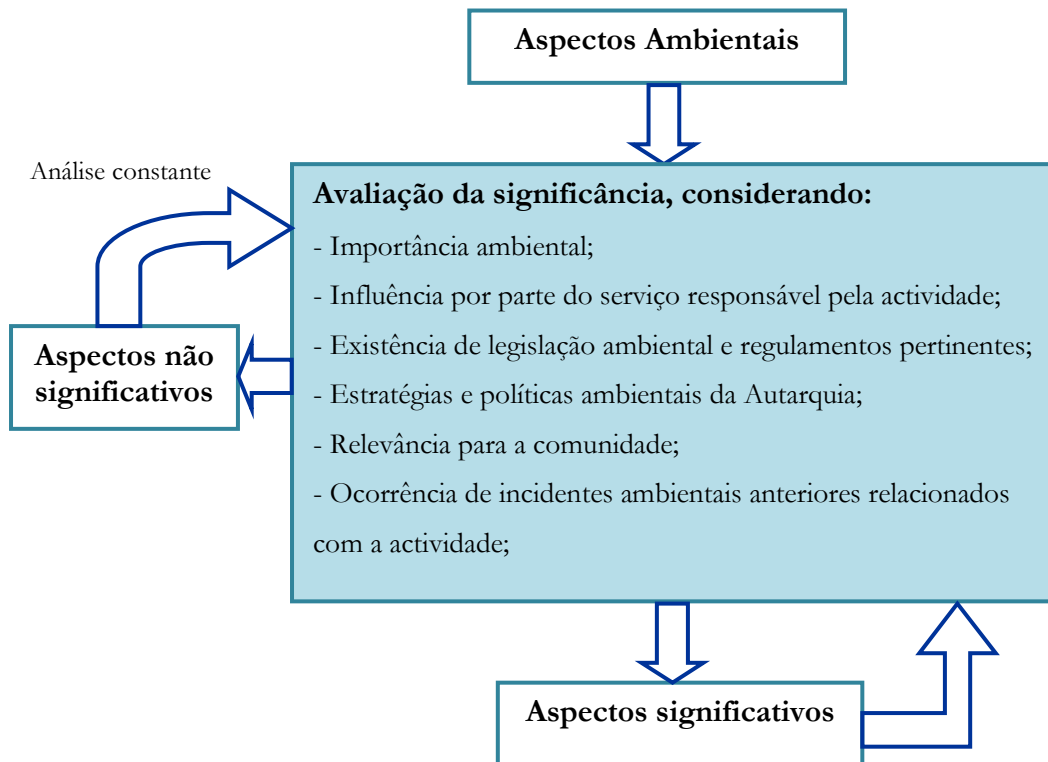 Aspectos Ambientais
Análise constante
Avaliação da significância, considerando:
- Importância ambiental;
- Influência por parte do serviço responsável pela actividade;
- Existência de legislação ambiental e regulamentos pertinentes;
- Estratégias e políticas ambientais da Autarquia;
- Relevância para a comunidade;
- Ocorrência de incidentes ambientais anteriores relacionados
com a actividade;
Aspectos não
significativos
Aspectos significativos